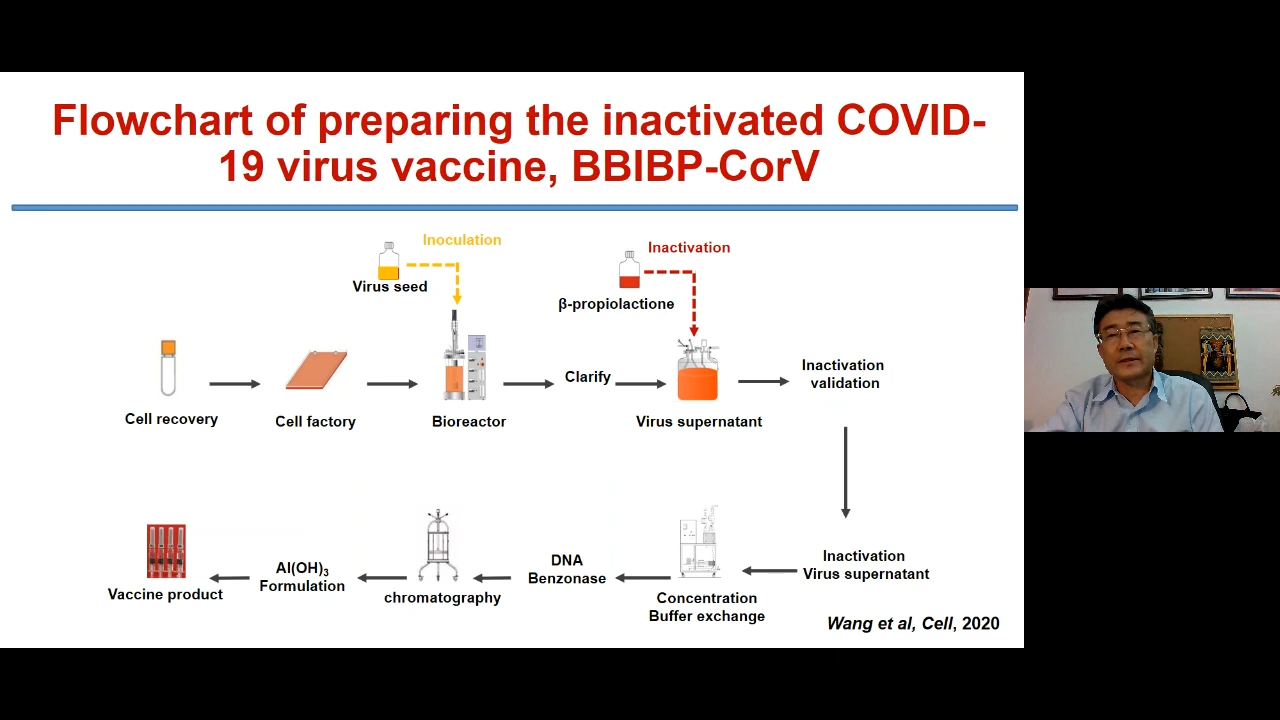 Flowchart of preparing the inactivated COVID-
19 virus vaccine, BBIBP-CorV
Inoculation
Virus seed
Inactivation
β-propiolactione
Cell recovery
Cell factory
Bioreactor
Clarify
Virus supernatant
Inactivation
validation
Inactivation
Virus supernatant
Concentration
Buffer exchange
DNA
Benzonase
chromatography
Al(OH)₃
Formulation
Vaccine product
Wang et al, Cell, 2020